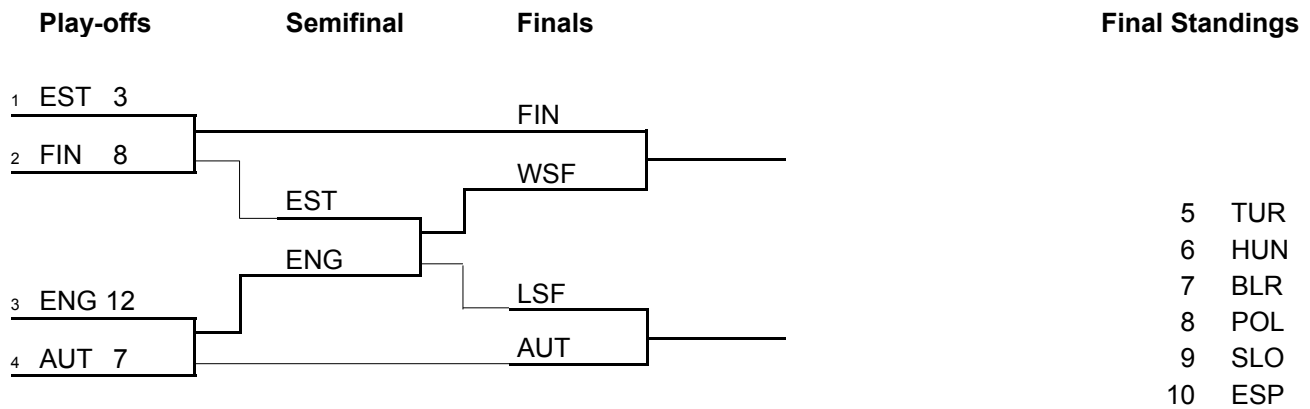 Play-offs Semifinal Finals Final Standings
1 EST 3
FIN
2 FIN 8
WSF
EST
5 TUR
6 HUN
ENG
7 BLR
LSF
3 ENG 12
8 POL
AUT
4 AUT 7
9 SLO
10 ESP